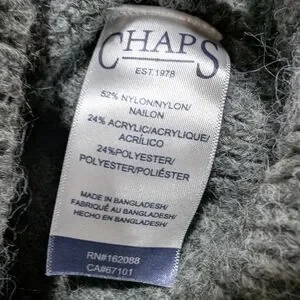 CHAPS
EST.1978
52% NYLON/NYLON/
NAILON
24% ACRYLIC/ACRYLIQUE/
ACRÍLICO
24%POLYESTER/
POLYESTER/POLIÉSTER
MADE IN BANGLADESH/
FABRIQUÉ AU BANGLADESH/
HECHO EN BANGLADESH
RN#162088
CA#67101